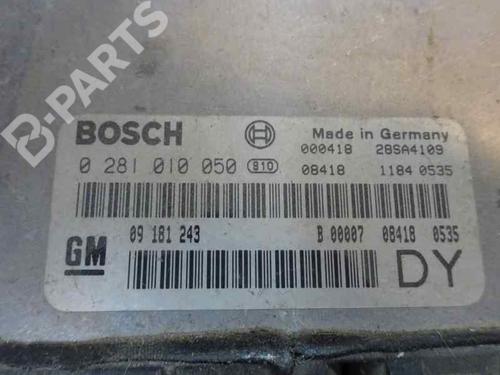 B-PARTS
BOSCH Made in Germany
000418 28SA4109
0 281 010 050 810 08418 1184 0535
GM 09 181 243 B 00007 08418 0535
DY